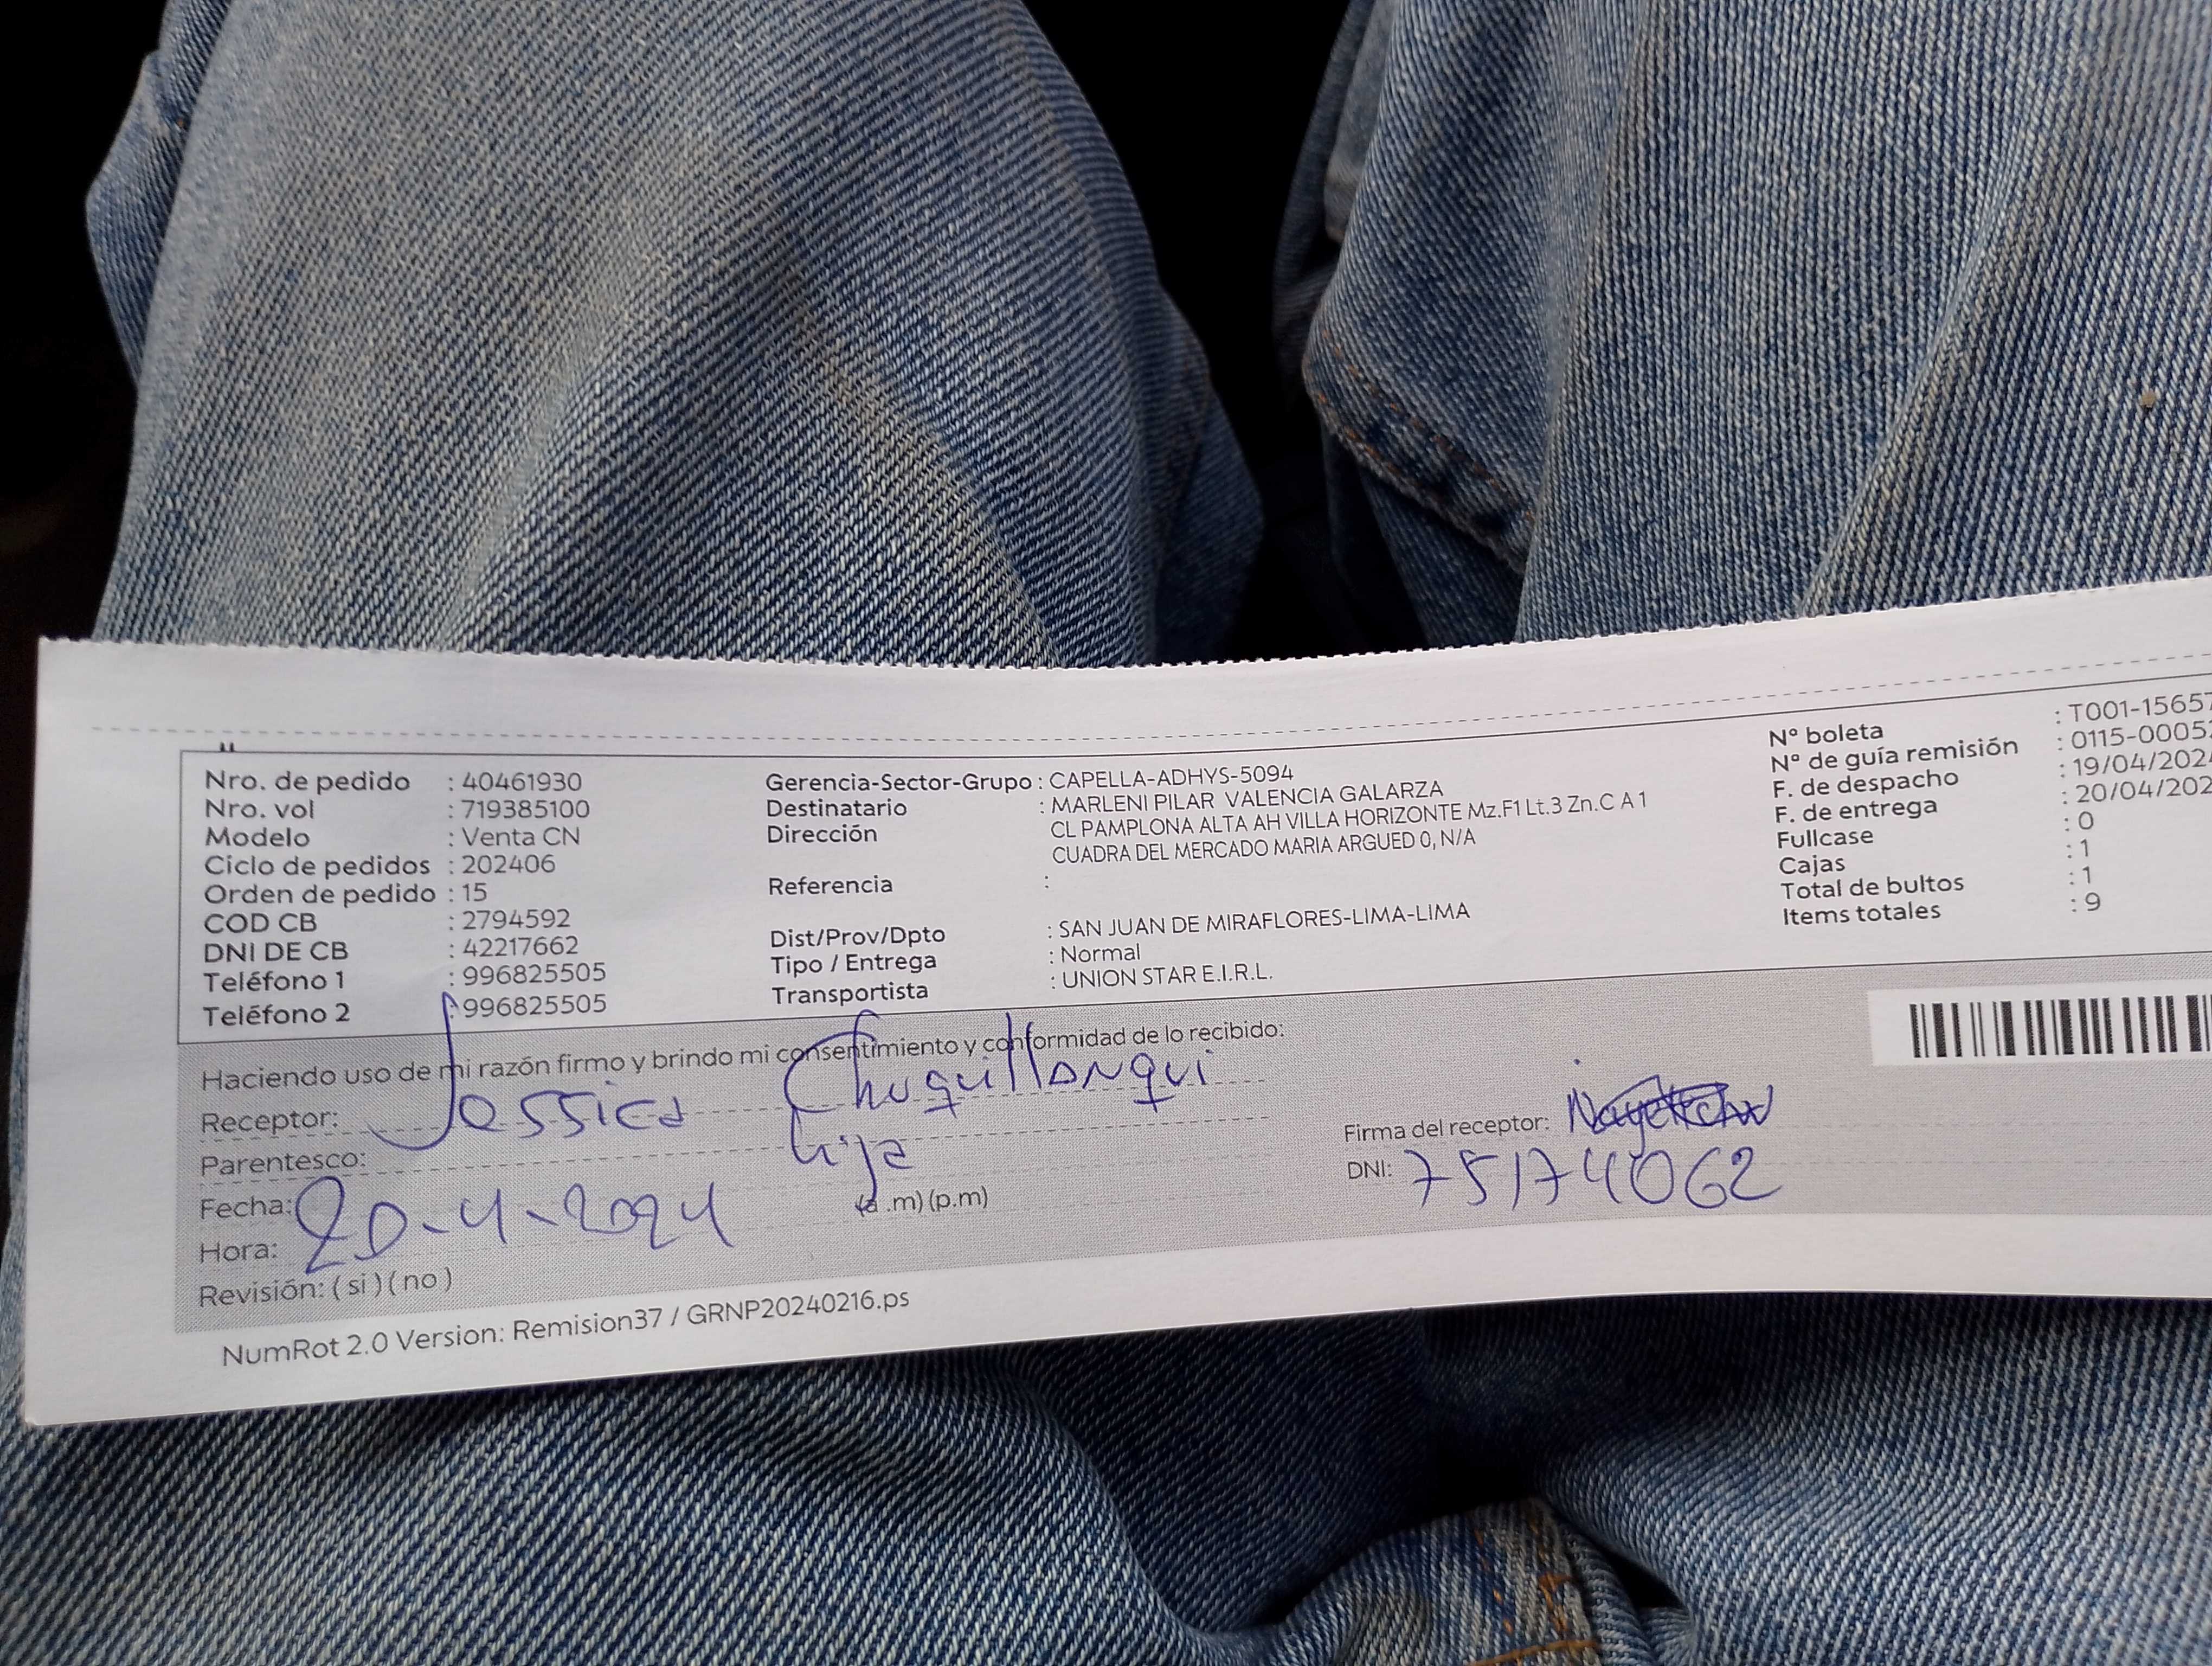 Nro. de pedido : 40461930
Nro. vol : 719385100
Modelo : Venta CN
Ciclo de pedidos : 202406
Orden de pedido : 15
COD CB : 2794592
DNI DE CB : 42217662
Teléfono 1 : 996825505
Teléfono 2 : 996825505
Gerencia-Sector-Grupo : CAPELLA-ADHYS-5094
Destinatario : MARLENI PILAR VALENCIA GALARZA
Dirección CL PAMPLONA ALTA AH VILLA HORIZONTE Mz.F1 Lt.3 Zn.C A 1
CUADRA DEL MERCADO MARIA ARGUED 0, N/A
Referencia :
Dist/Prov/Dpto : SAN JUAN DE MIRAFLORES-LIMA-LIMA
Tipo / Entrega : Normal
Transportista : UNION STAR E.I.R.L.
N° boleta : T001-15657
N° de guía remisión : 0115-0005
F. de despacho : 19/04/202
F. de entrega : 20/04/202
Fullcase : 0
Cajas : 1
Total de bultos : 1
Items totales : 9
Haciendo uso de mi razón firmo y brindo mi consentimiento y conformidad de lo recibido:
Receptor: Jessica Chuquillanqui
Parentesco: hija
Fecha: 20-4-2024
Hora: (a .m) (p.m)
Revisión: ( si ) ( no )
Firma del receptor:
DNI: 75174062
NumRot 2.0 Version: Remision37 / GRNP20240216.ps